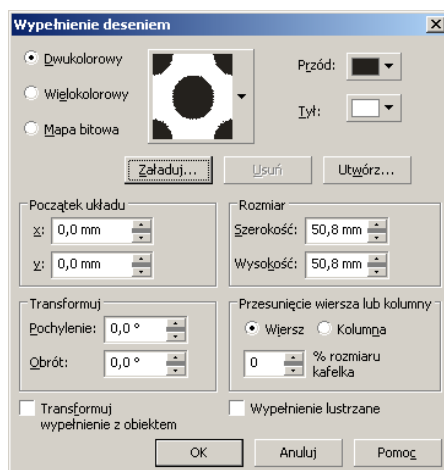 Wypełnienie deseniem
Dwukolorowy
Przód:
Wielokolorowy
Tył:
Mapa bitowa
Załaduj... Usuń Utwórz...
Początek układu Rozmiar
x: 0,0 mm Szerokość: 50,8 mm
y: 0,0 mm Wysokość: 50,8 mm
Transformuj Przesunięcie wiersza lub kolumny
Pochylenie: 0,0 ° Wiersz Kolumna
Obrót: 0,0 ° 0 % rozmiaru
kafelka
Transformuj Wypełnienie lustrzane
wypełnienie z obiektem
OK Anuluj Pomoc